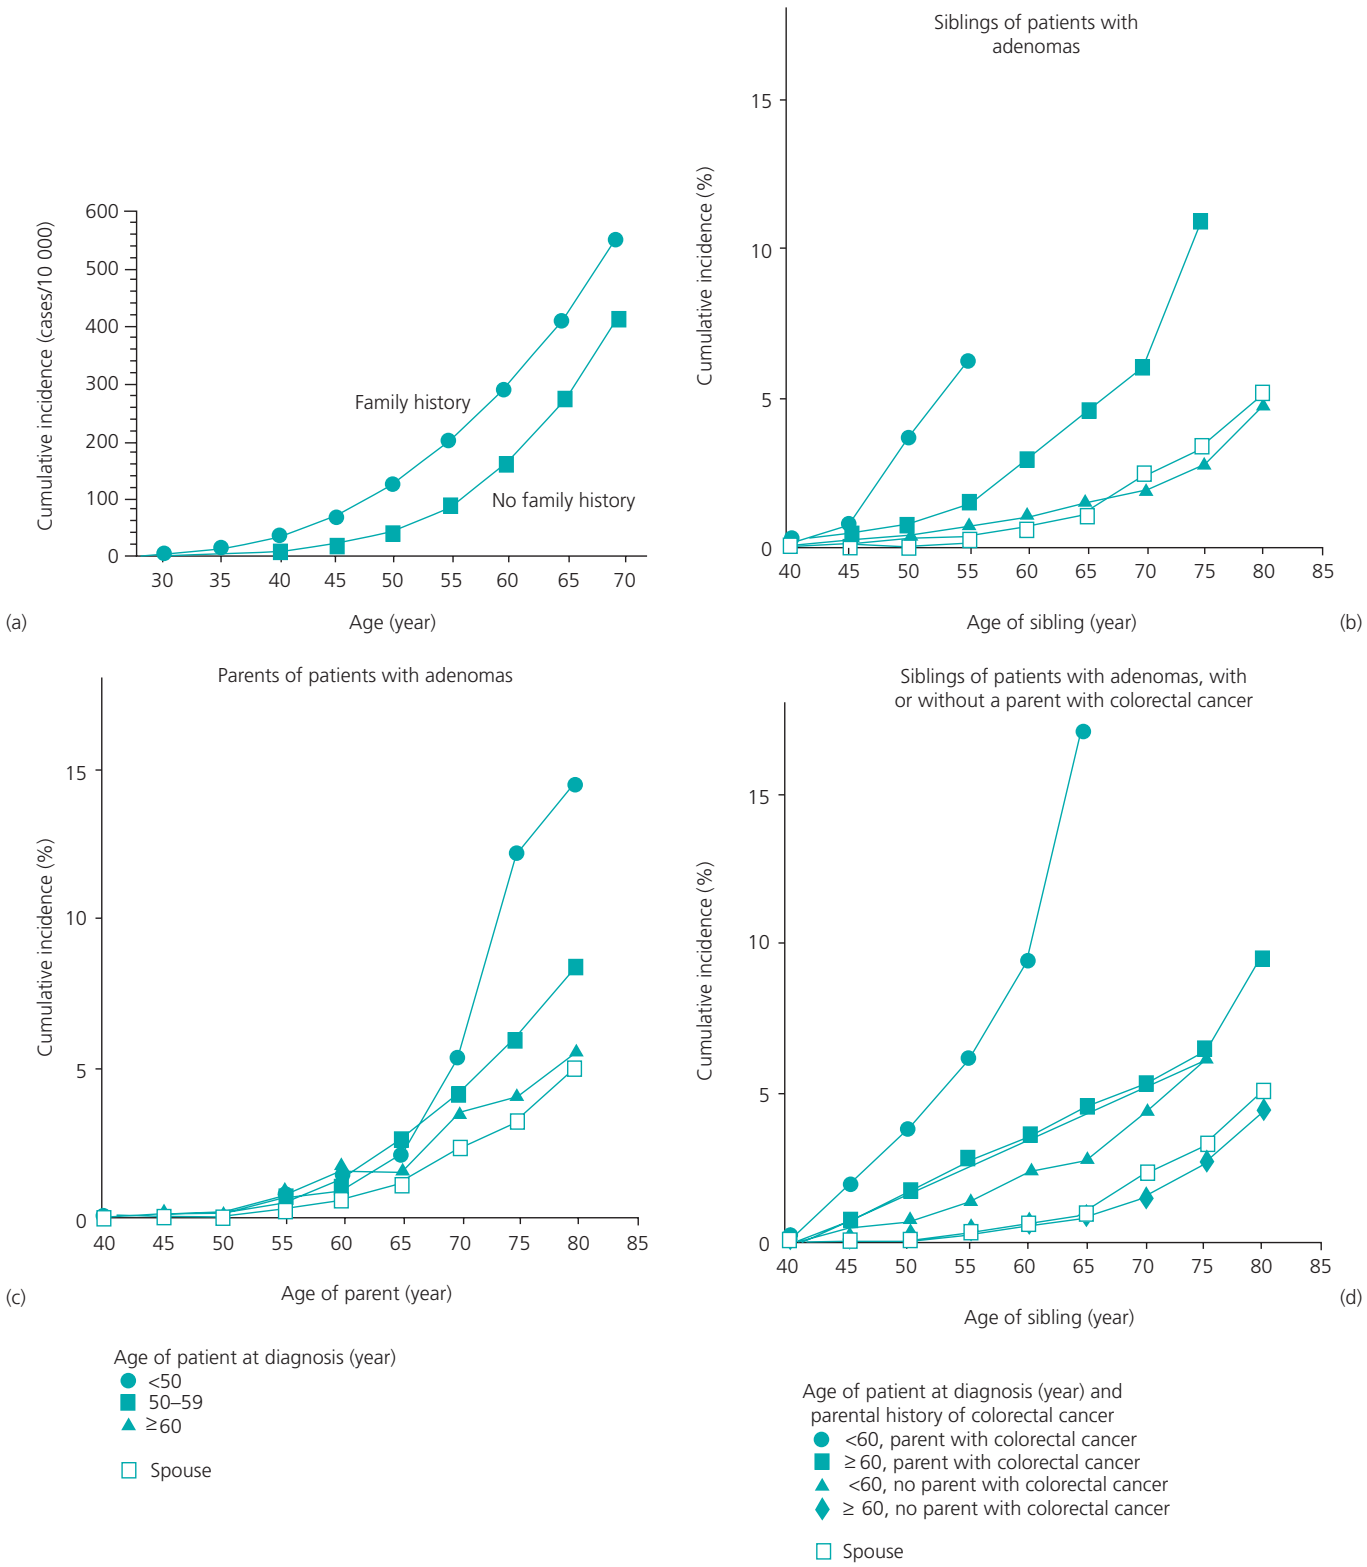 Siblings of patients with
adenomas
Cumulative incidence (%)
15
10
5
0
40 45 50 55 60 65 70 75 80 85
Age of sibling (year)
(b)
Cumulative incidence (cases/10 000)
600
500
400
300
200
100
0
Family history
No family history
30 35 40 45 50 55 60 65 70
Age (year)
(a)
Parents of patients with adenomas
Cumulative incidence (%)
15
10
5
0
40 45 50 55 60 65 70 75 80 85
Age of parent (year)
(c)
Age of patient at diagnosis (year)
<50
50–59
≥60
Spouse
Siblings of patients with adenomas, with
or without a parent with colorectal cancer
Cumulative incidence (%)
15
10
5
0
40 45 50 55 60 65 70 75 80 85
Age of sibling (year)
(d)
Age of patient at diagnosis (year) and
parental history of colorectal cancer
<60, parent with colorectal cancer
≥60, parent with colorectal cancer
<60, no parent with colorectal cancer
≥ 60, no parent with colorectal cancer
Spouse